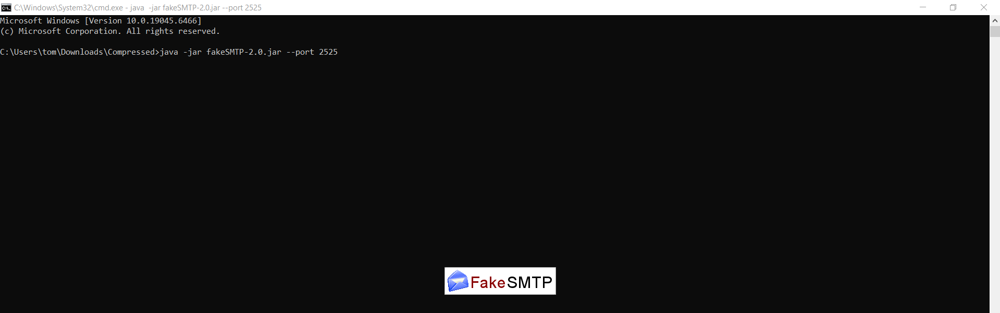 C:\Windows\System32\cmd.exe - java  -jar fakeSMTP-2.0.jar --port 2525
Microsoft Windows [Version 10.0.19045.6466]
(c) Microsoft Corporation. All rights reserved.
C:\Users\tom\Downloads\Compressed>java -jar fakeSMTP-2.0.jar --port 2525
FakeSMTP